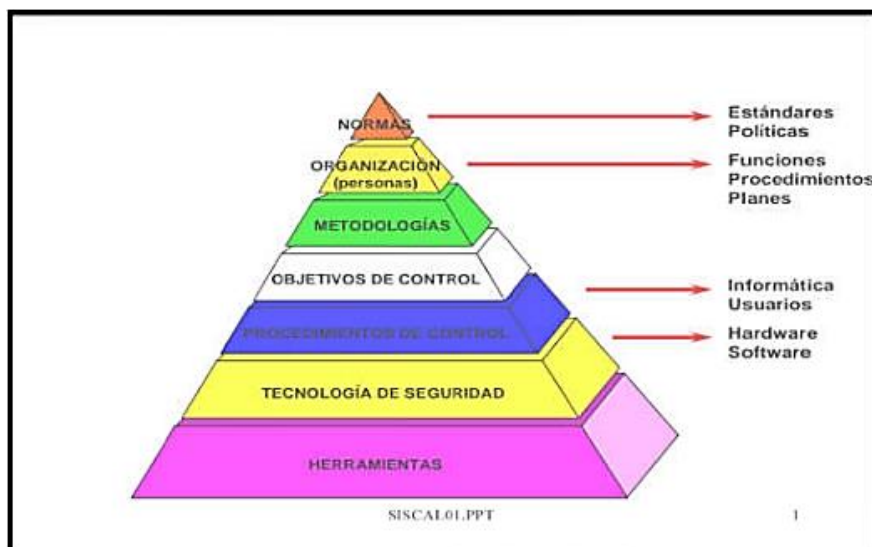 NORMAS
Estándares
Políticas
ORGANIZACIÓN
(personas)
Funciones
Procedimientos
Planes
METODOLOGÍAS
OBJETIVOS DE CONTROL
Informática
Usuarios
PROCEDIMIENTOS DE CONTROL
Hardware
Software
TECNOLOGÍA DE SEGURIDAD
HERRAMIENTAS
SISCAL01.PPT
1